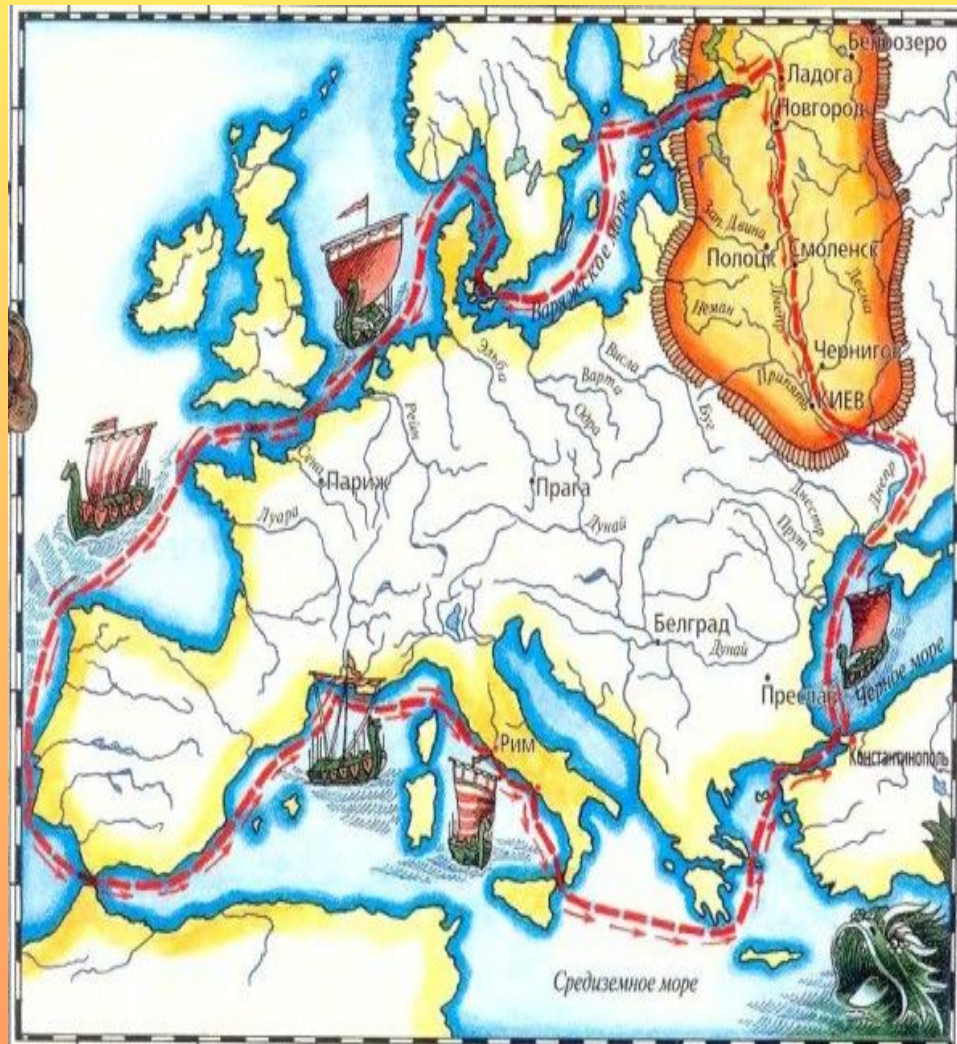 Белоозеро
Ладога
Новгород
Варяжское море
Зап. Двина
Полоцк
Смоленск
Неман
Днепр
Десна
Чернигов
Припять
КИЕВ
Эльба
Висла
Варта
Одра
Буг
Рейн
Сена
Париж
Прага
Луара
Дунай
Днестр
Прут
Днепр
Белград
Дунай
Преслав
Черное море
Рим
Константинополь
Средиземное море